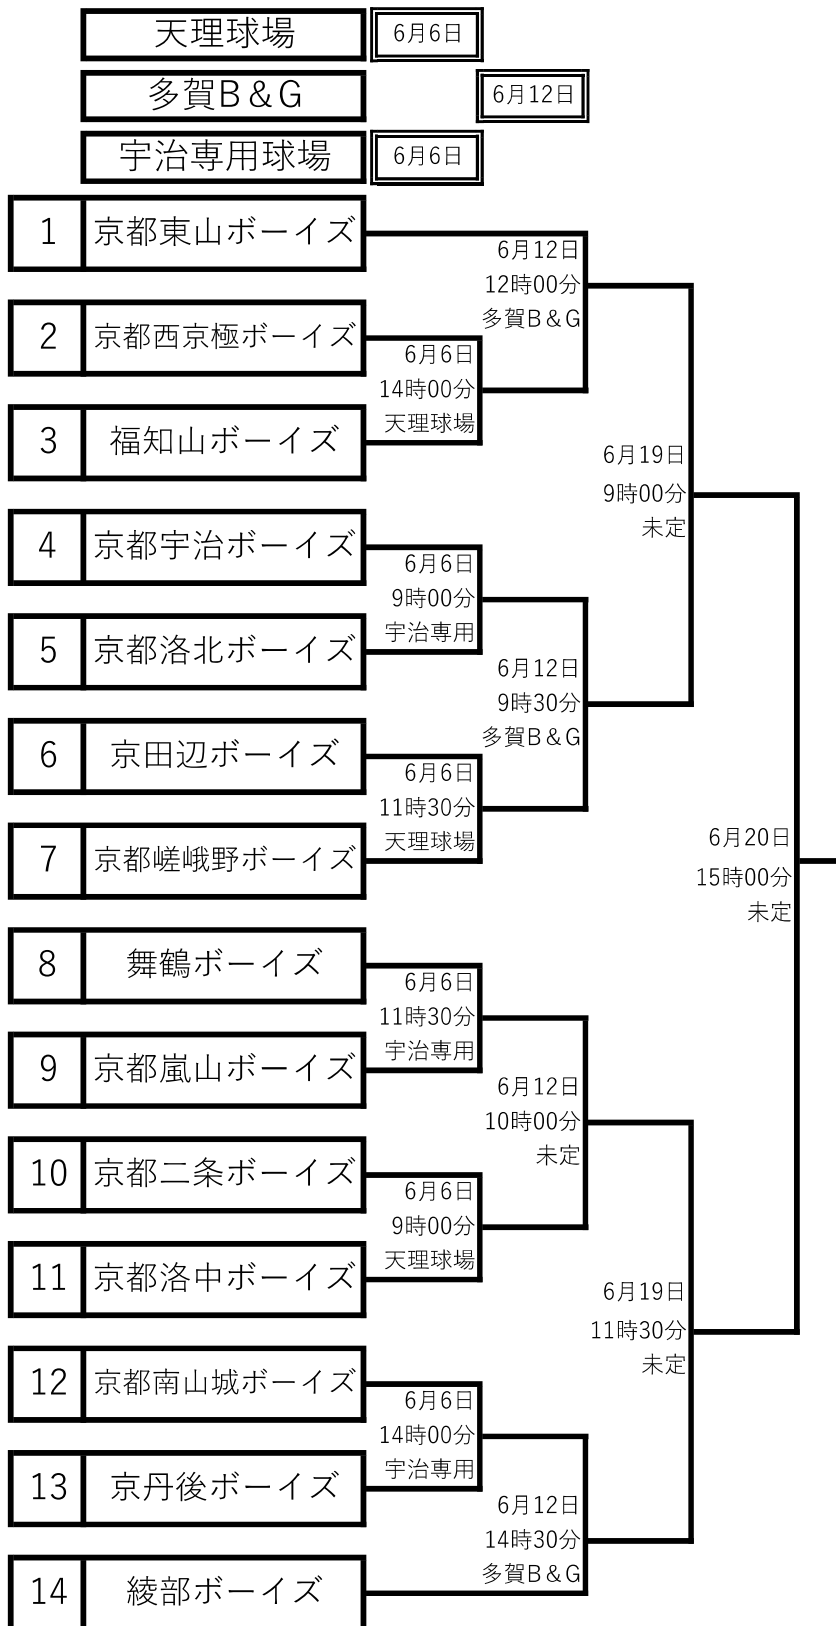 天理球場 6月6日
多賀B＆G 6月12日
宇治専用球場 6月6日
1 京都東山ボーイズ
6月12日
12時00分
多賀B＆G
2 京都西京極ボーイズ
6月6日
14時00分
天理球場
3 福知山ボーイズ
6月19日
9時00分
未定
4 京都宇治ボーイズ
6月6日
9時00分
宇治専用
5 京都洛北ボーイズ
6月12日
9時30分
多賀B＆G
6 京田辺ボーイズ
6月6日
11時30分
天理球場
7 京都嵯峨野ボーイズ
6月20日
15時00分
未定
8 舞鶴ボーイズ
6月6日
11時30分
宇治専用
9 京都嵐山ボーイズ
6月12日
10時00分
未定
10 京都二条ボーイズ
6月6日
9時00分
天理球場
11 京都洛中ボーイズ
6月19日
11時30分
未定
12 京都南山城ボーイズ
6月6日
14時00分
宇治専用
13 京丹後ボーイズ
6月12日
14時30分
多賀B＆G
14 綾部ボーイズ